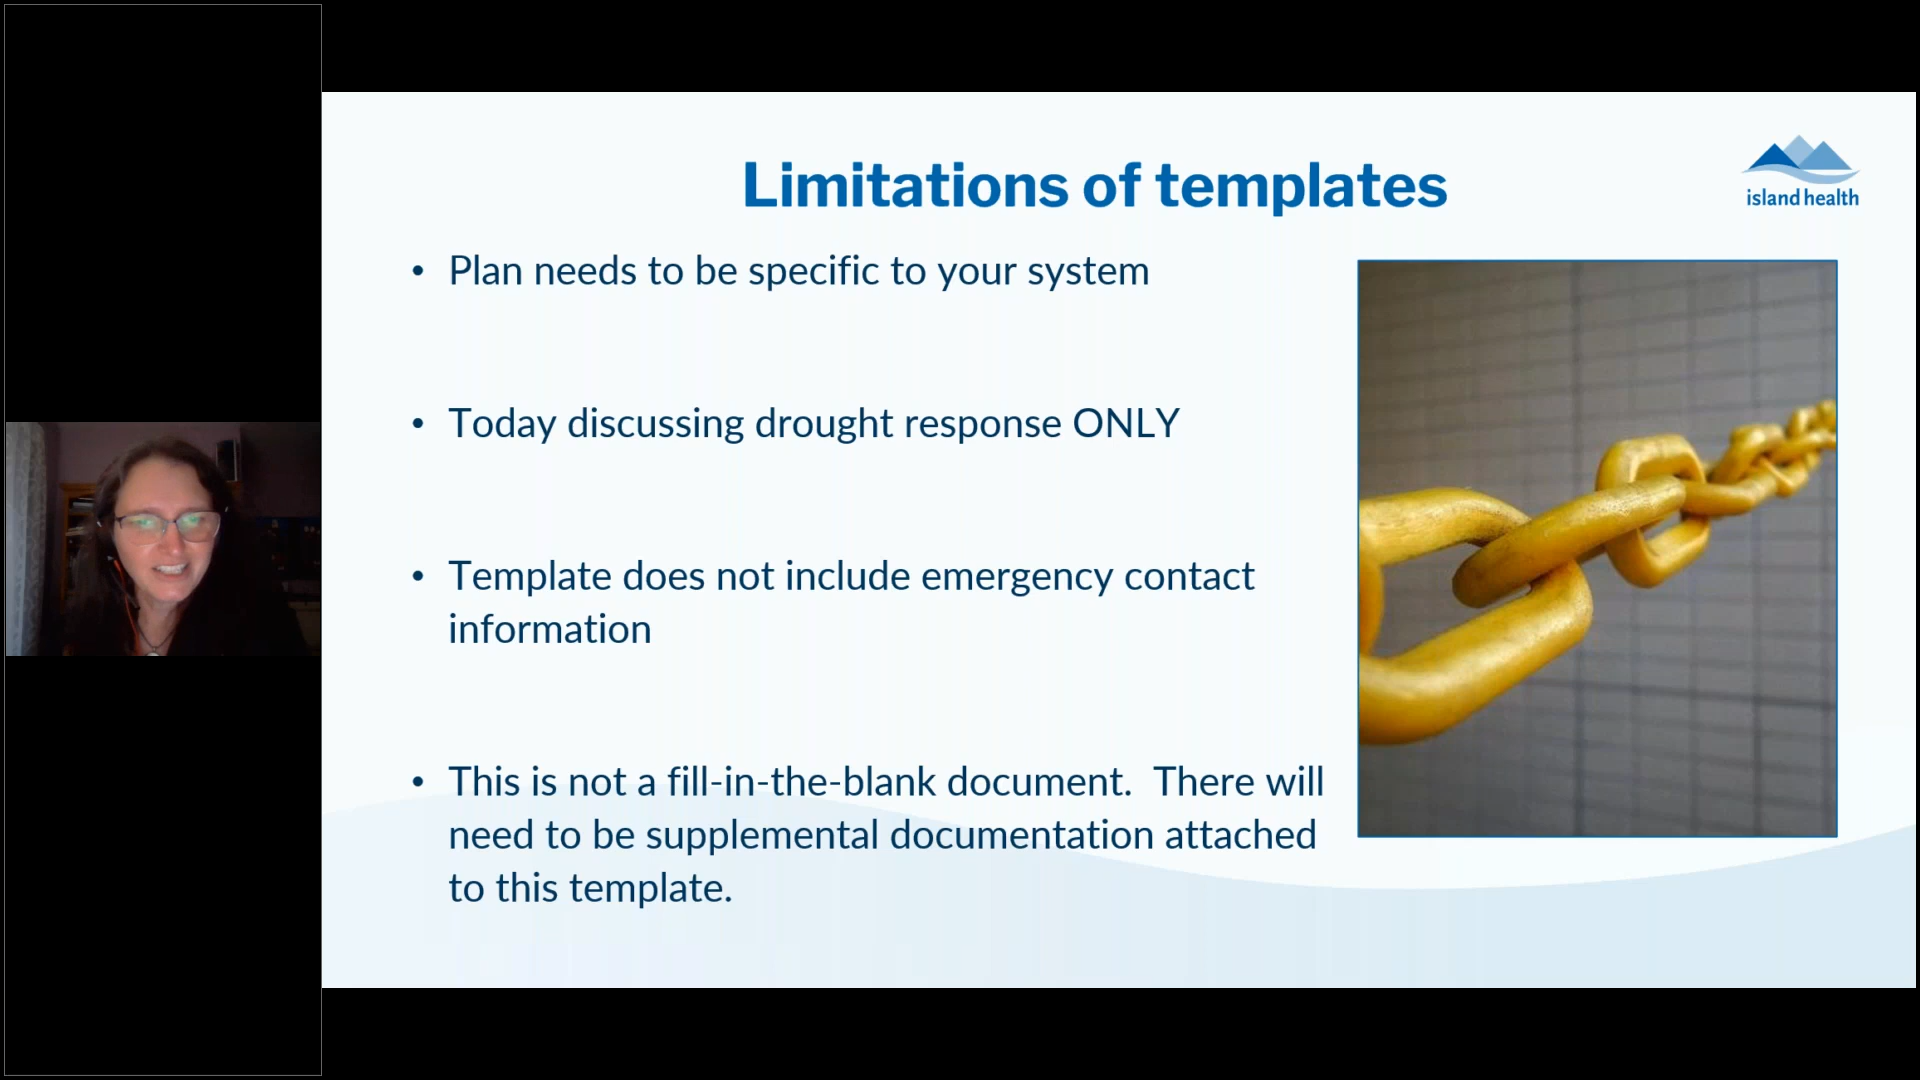 Limitations of templates
island health
• Plan needs to be specific to your system
• Today discussing drought response ONLY
• Template does not include emergency contact
information
• This is not a fill-in-the-blank document.  There will
need to be supplemental documentation attached
to this template.